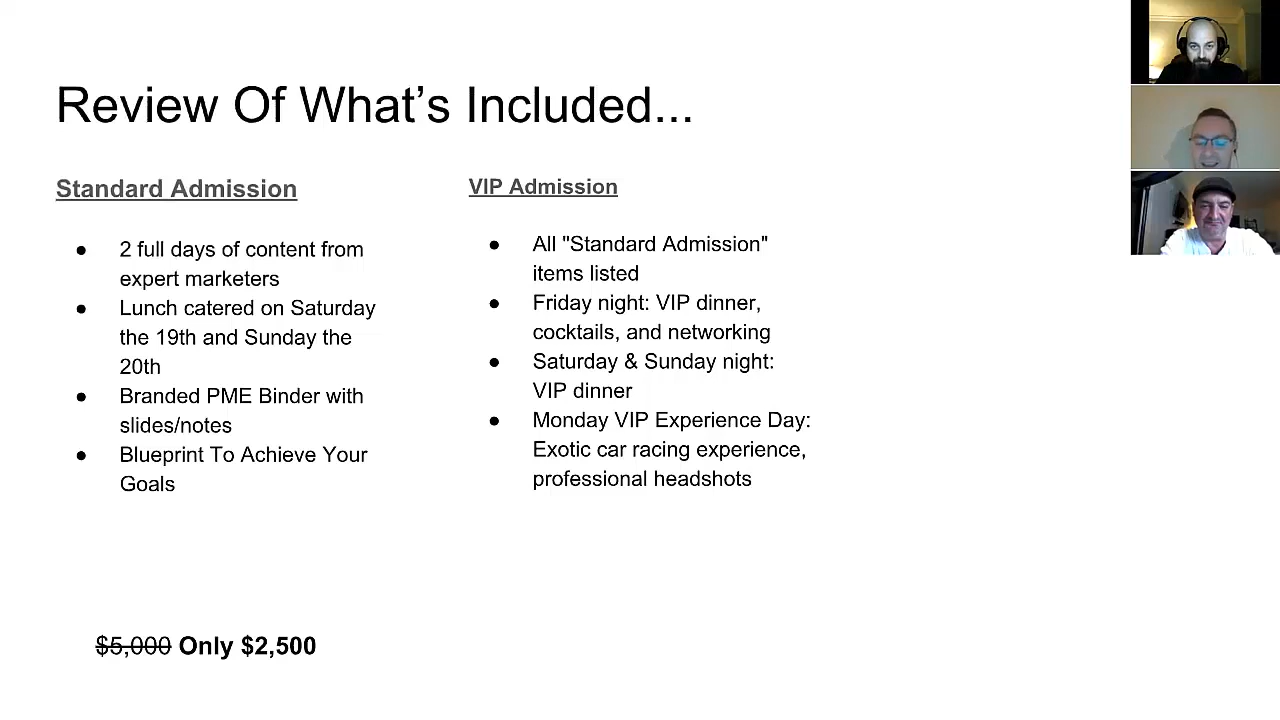 Review Of What’s Included...
Standard Admission
● 2 full days of content from
expert marketers
● Lunch catered on Saturday
the 19th and Sunday the
20th
● Branded PME Binder with
slides/notes
● Blueprint To Achieve Your
Goals
VIP Admission
● All "Standard Admission"
items listed
● Friday night: VIP dinner,
cocktails, and networking
● Saturday & Sunday night:
VIP dinner
● Monday VIP Experience Day:
Exotic car racing experience,
professional headshots
$5,000 Only $2,500